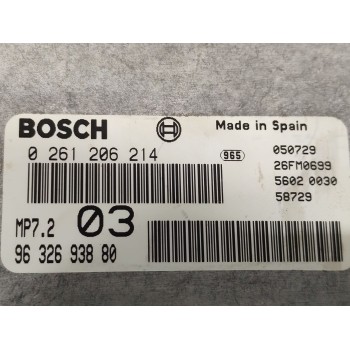 BOSCH Made in Spain
0 261 206 214 965 050729
26FM0699
5602 0030
58729
MP7.2 03
96 326 938 80